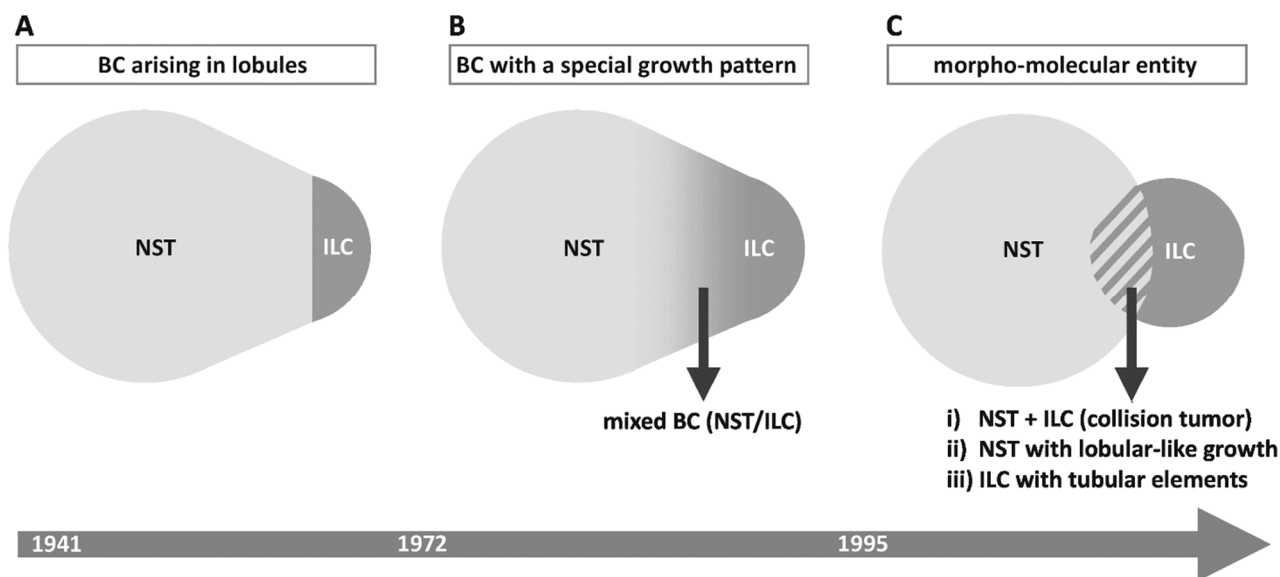 A
BC arising in lobules
NST
ILC
B
BC with a special growth pattern
NST
ILC
mixed BC (NST/ILC)
C
morpho-molecular entity
NST
ILC
i) NST + ILC (collision tumor)
ii) NST with lobular-like growth
iii) ILC with tubular elements
1941
1972
1995